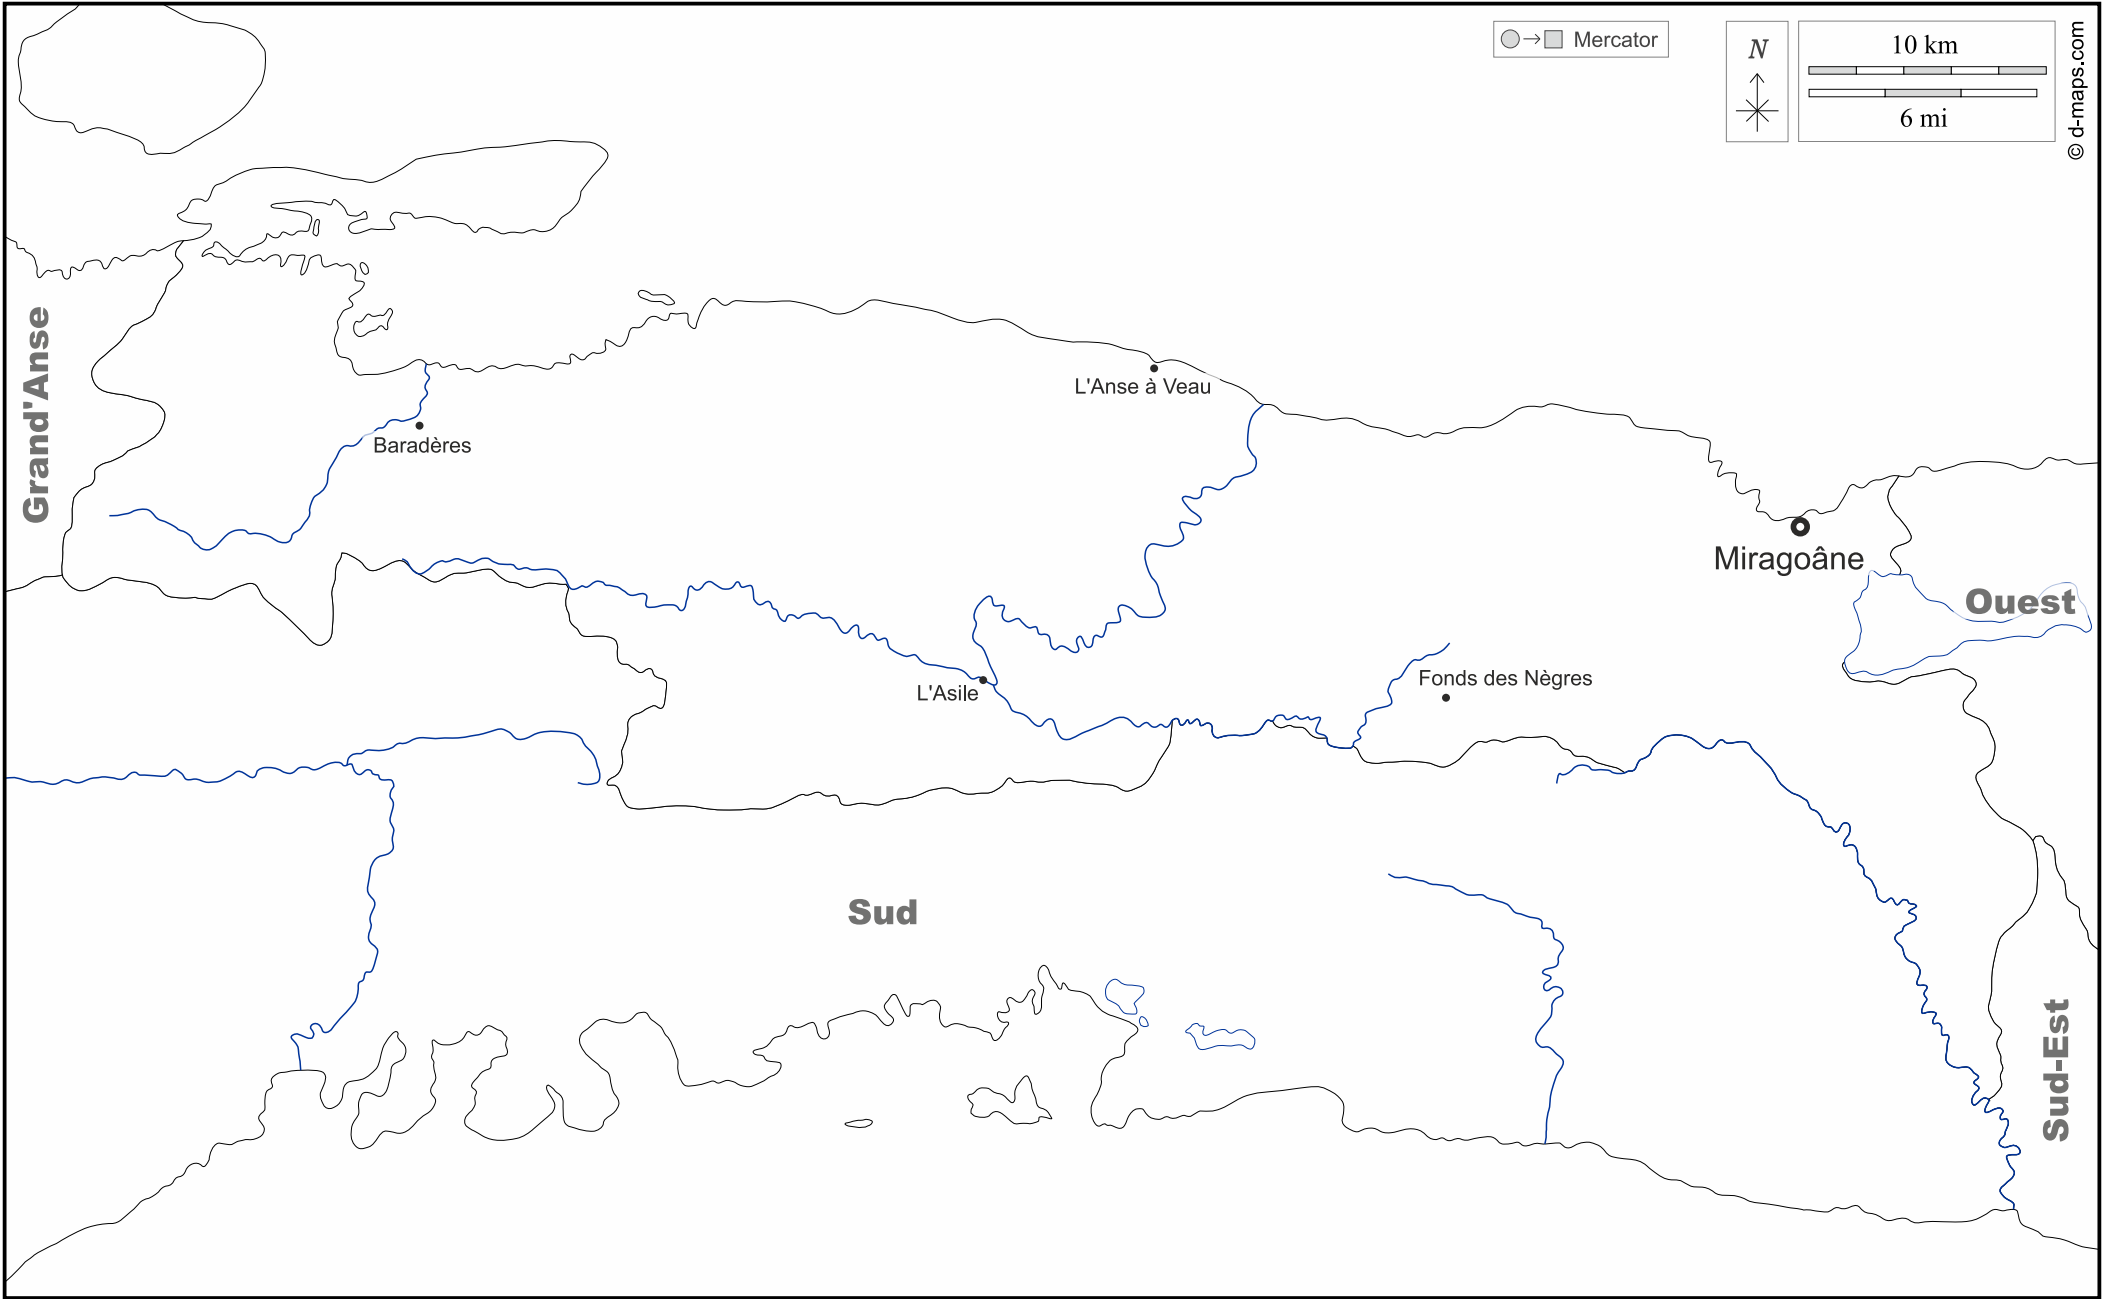 Mercator
N
10 km
6 mi
© d-maps.com
Grand'Anse
L'Anse à Veau
Baradères
Miragoâne
Ouest
L'Asile
Fonds des Nègres
Sud
Sud-Est